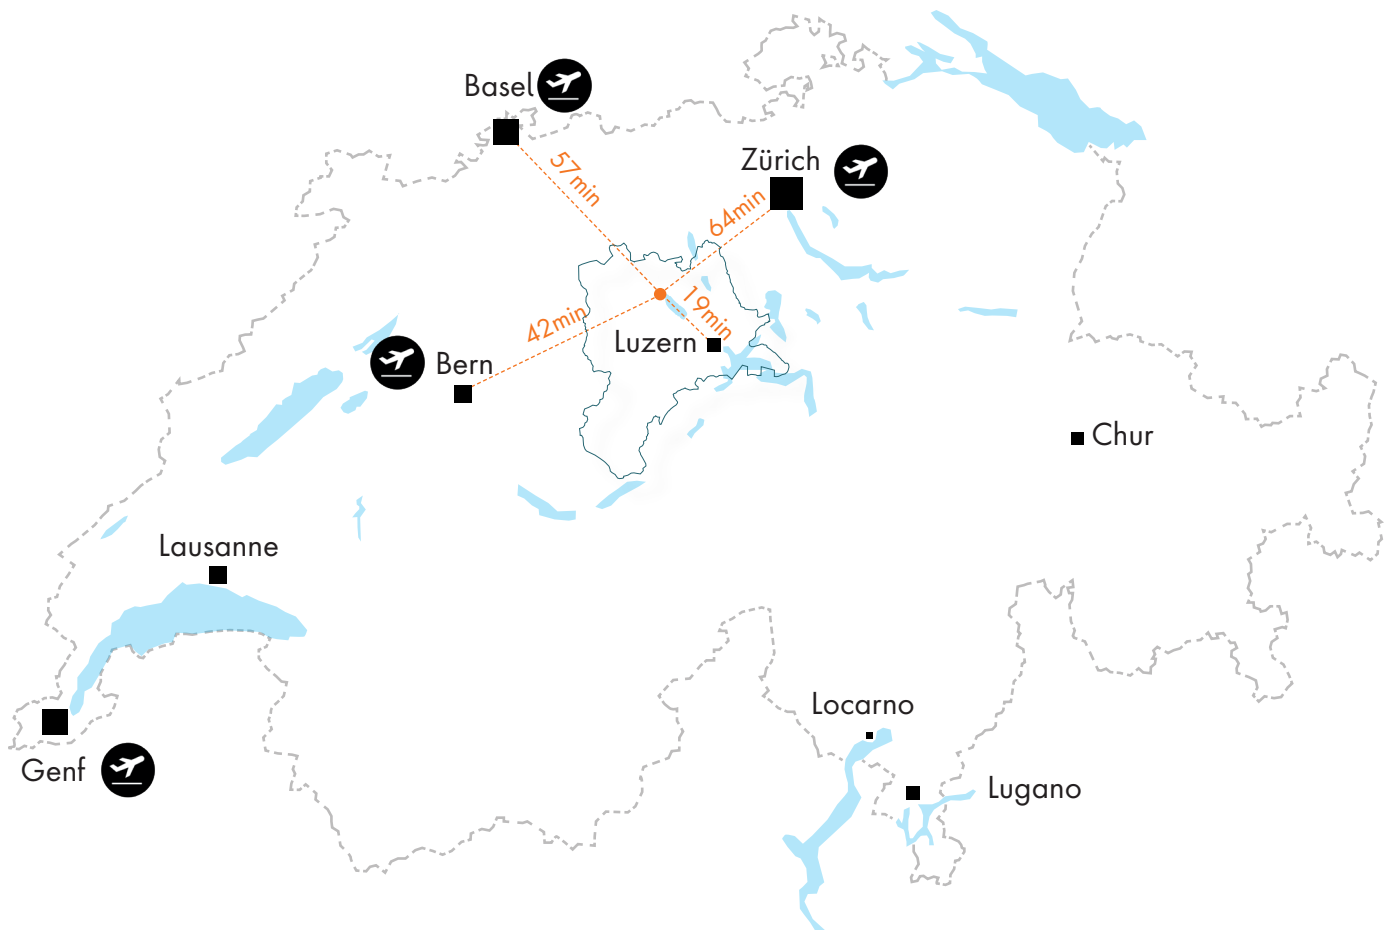 Basel
Zürich
57min
64min
19min
42min
Luzern
Bern
Chur
Lausanne
Locarno
Genf
Lugano